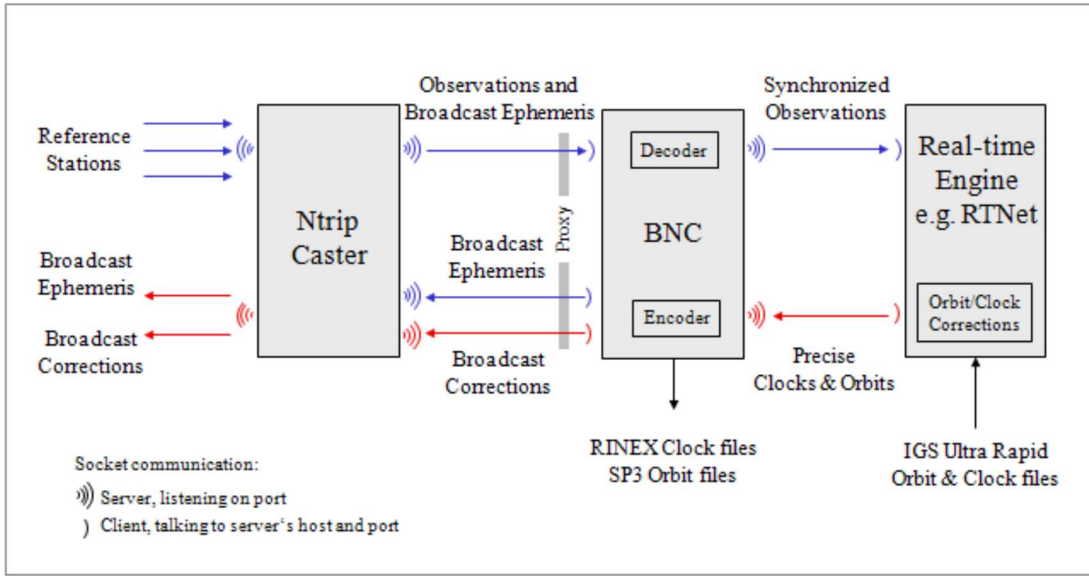 Observations and
Broadcast Ephemeris
Synchronized
Observations
Reference
Stations
Decoder
Real-time
Engine
e.g. RTNet
Ntrip
Caster
Proxy
BNC
Broadcast
Ephemeris
Broadcast
Ephemeris
Encoder
Orbit/Clock
Corrections
Broadcast
Corrections
Broadcast
Corrections
Precise
Clocks & Orbits
RINEX Clock files
SP3 Orbit files
IGS Ultra Rapid
Orbit & Clock files
Socket communication:
Server, listening on port
Client, talking to server's host and port